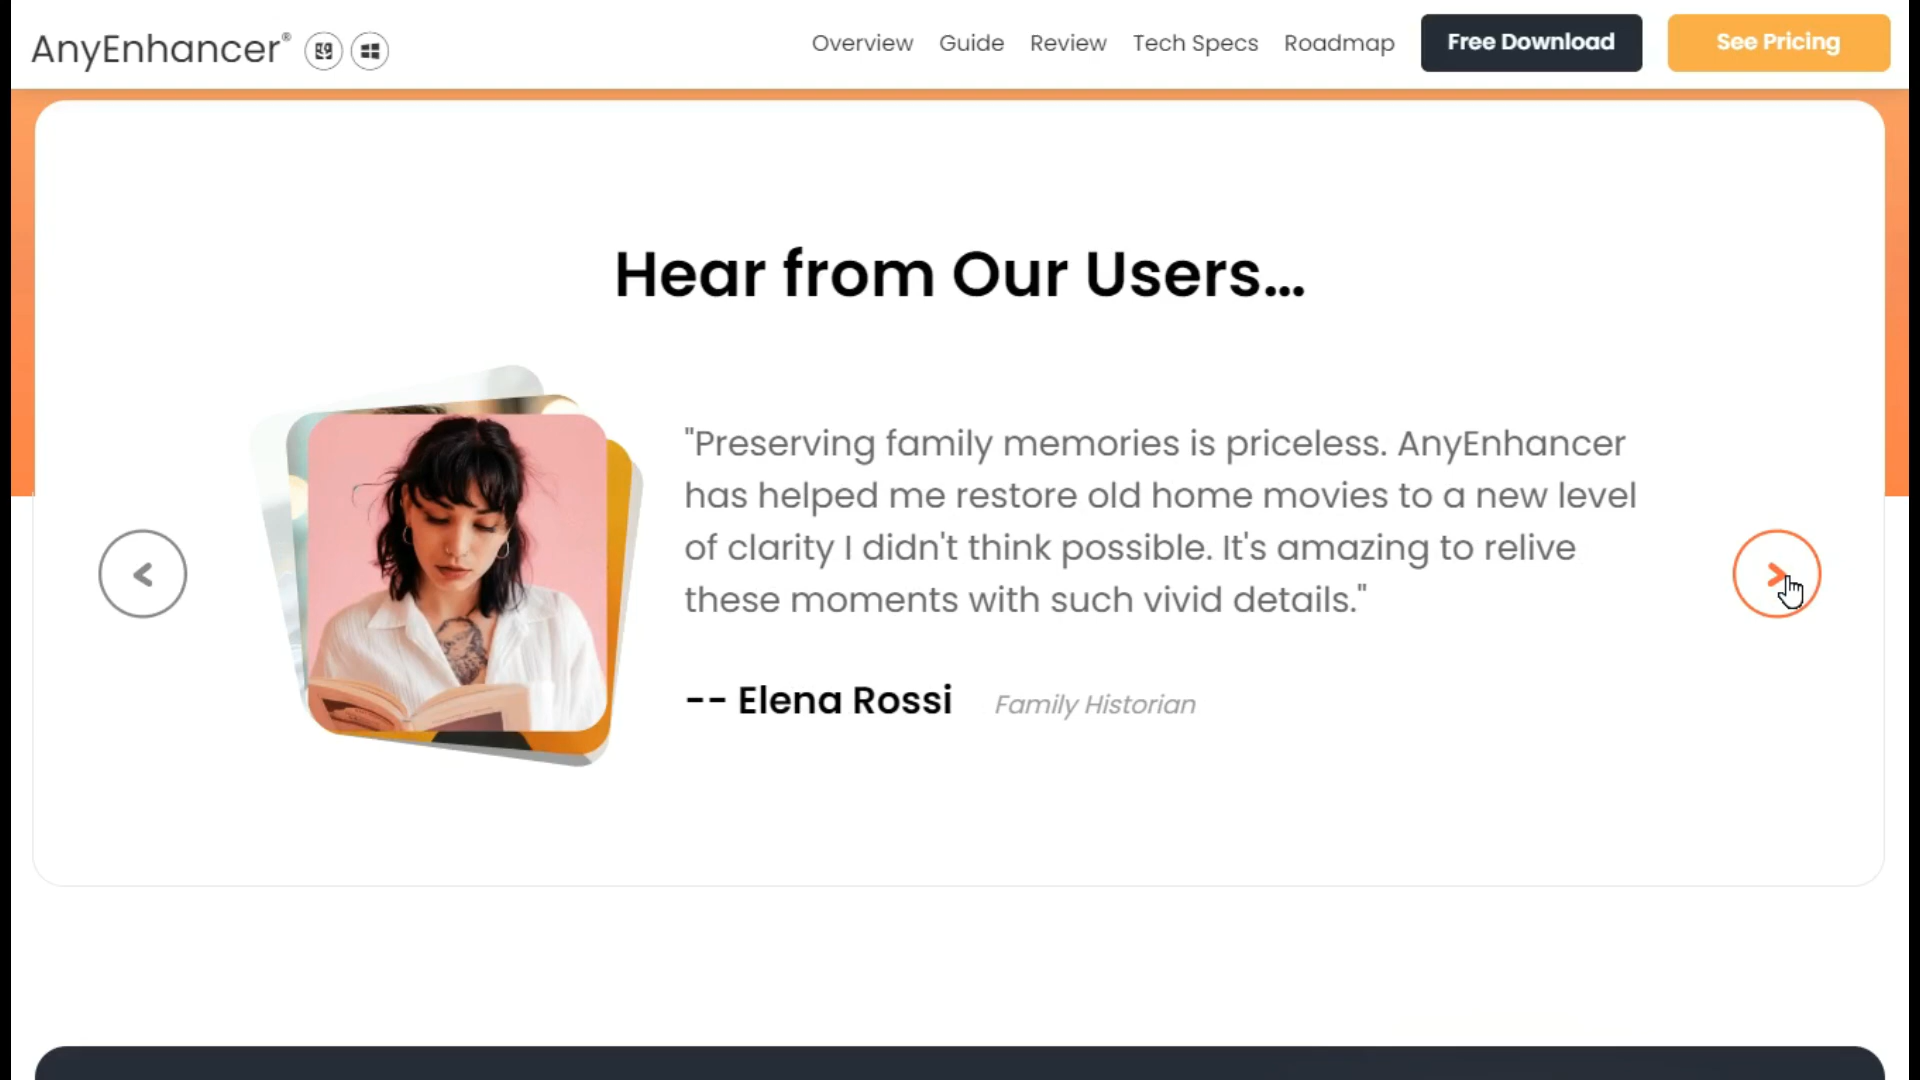 AnyEnhancer®
Overview Guide Review Tech Specs Roadmap Free Download See Pricing
Hear from Our Users...
"Preserving family memories is priceless. AnyEnhancer
has helped me restore old home movies to a new level
of clarity I didn't think possible. It's amazing to relive
these moments with such vivid details."
-- Elena Rossi Family Historian